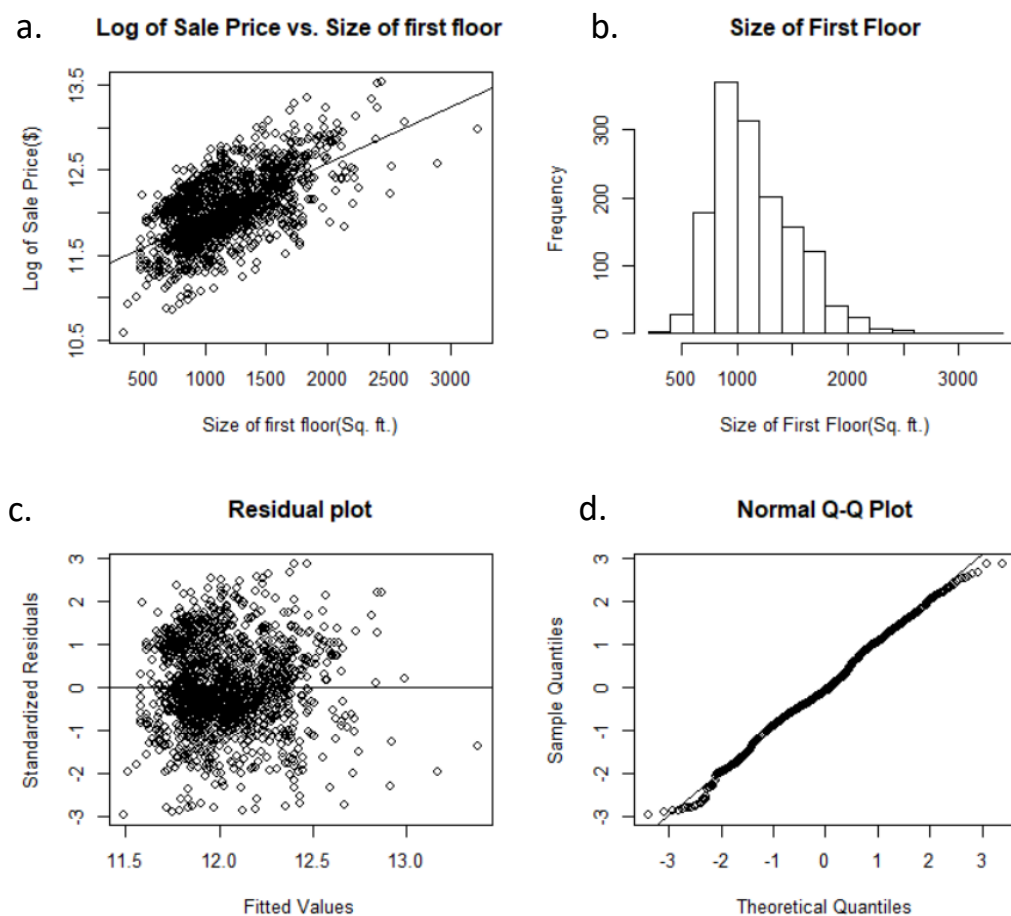 a. Log of Sale Price vs. Size of first floor
Log of Sale Price($)
10.5 11.5 12.5 13.5
500 1000 1500 2000 2500 3000
Size of first floor(Sq. ft.)
b. Size of First Floor
Frequency
0 100 200 300
500 1000 2000 3000
Size of First Floor(Sq. ft.)
c. Residual plot
Standardized Residuals
-3 -2 -1 0 1 2 3
11.5 12.0 12.5 13.0
Fitted Values
d. Normal Q-Q Plot
Sample Quantiles
-3 -2 -1 0 1 2 3
-3 -2 -1 0 1 2 3
Theoretical Quantiles